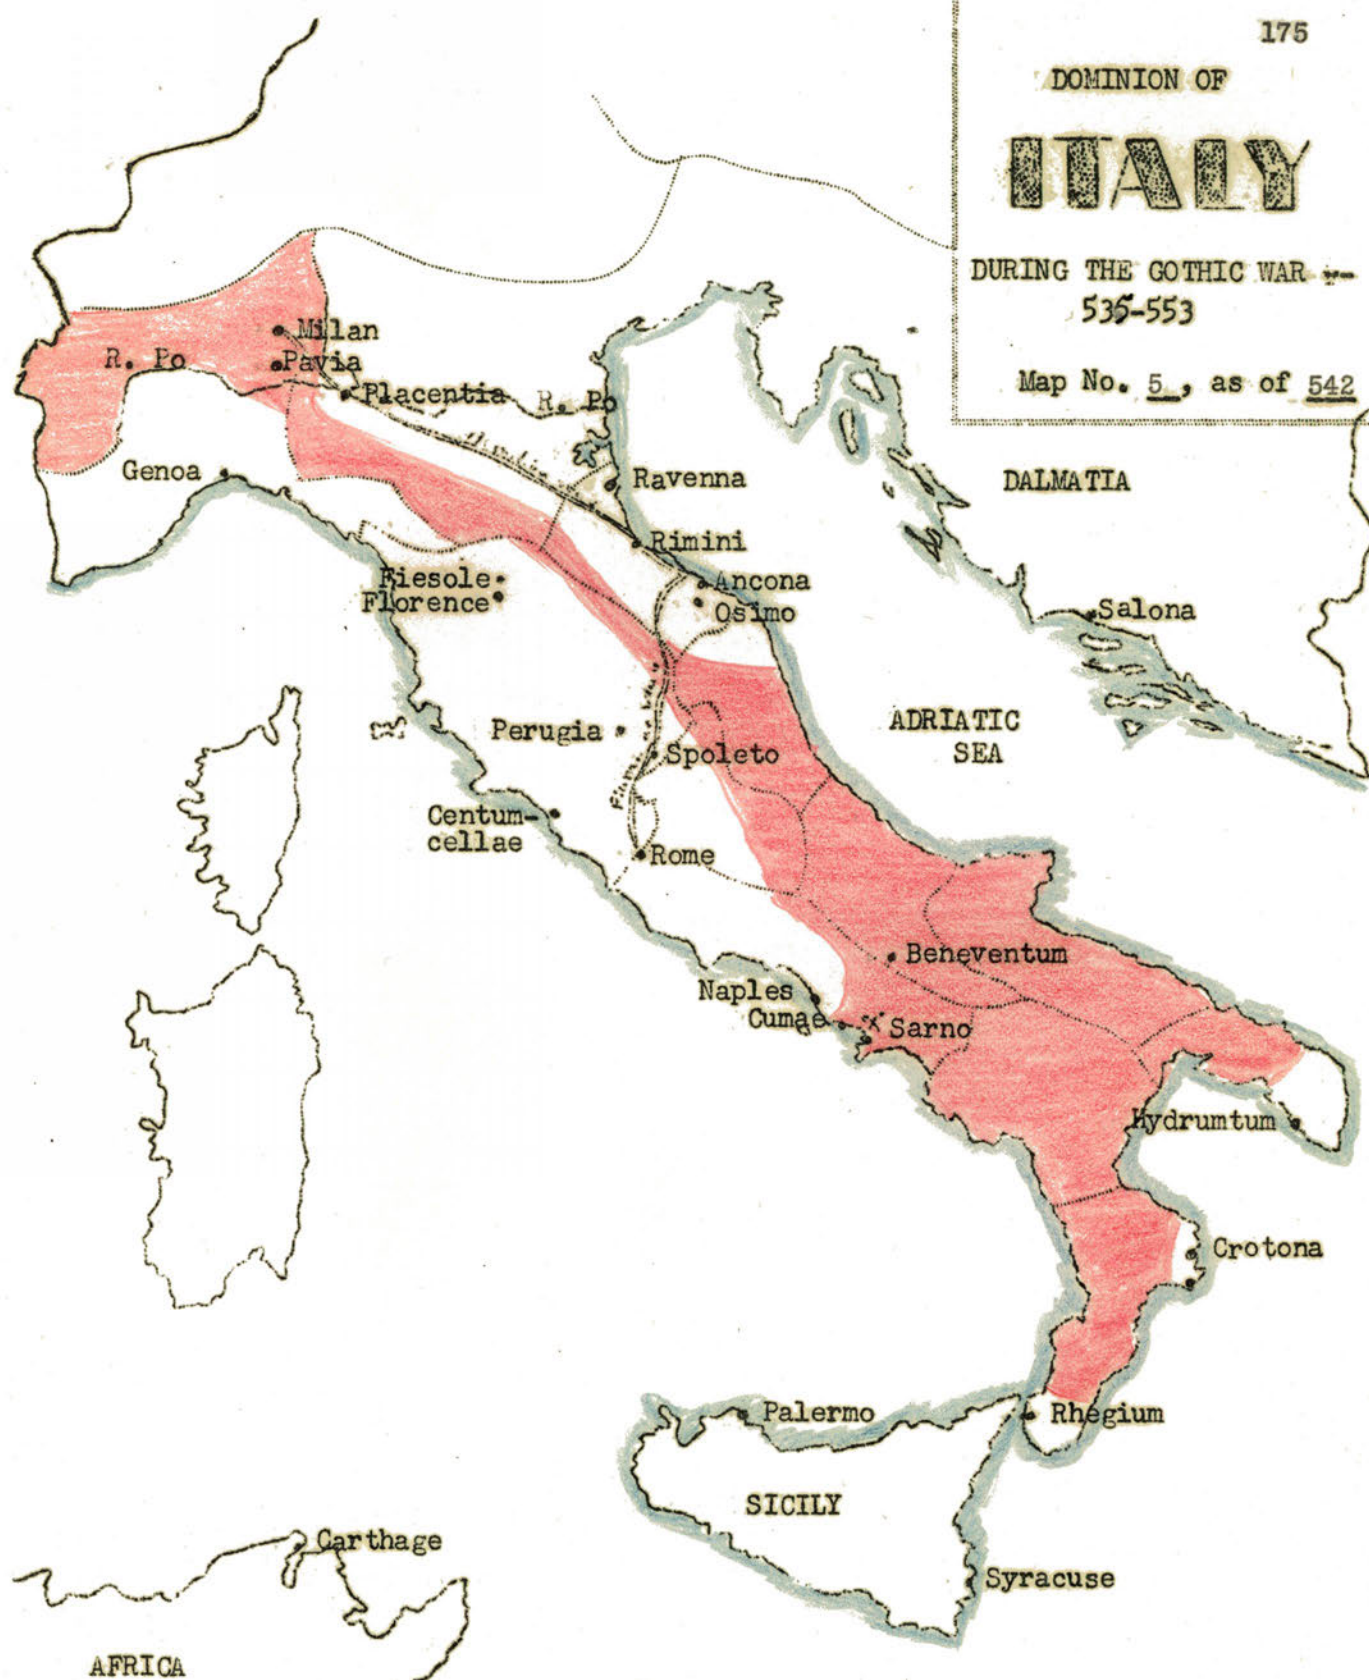 175
DOMINION OF
ITALY
DURING THE GOTHIC WAR --
535-553
Map No. 5, as of 542
Milan
R. Po
Pavia
Placentia
R. Po
Genoa
Ravenna
DALMATIA
Rimini
Fiesole
Florence
Ancona
Osimo
Salona
Perugia
Spoleto
ADRIATIC
SEA
Centum-
cellae
Rome
Beneventum
Naples
Cumae
Sarno
Hydrumtum
Crotona
Palermo
Rhegium
SICILY
Carthage
Syracuse
AFRICA